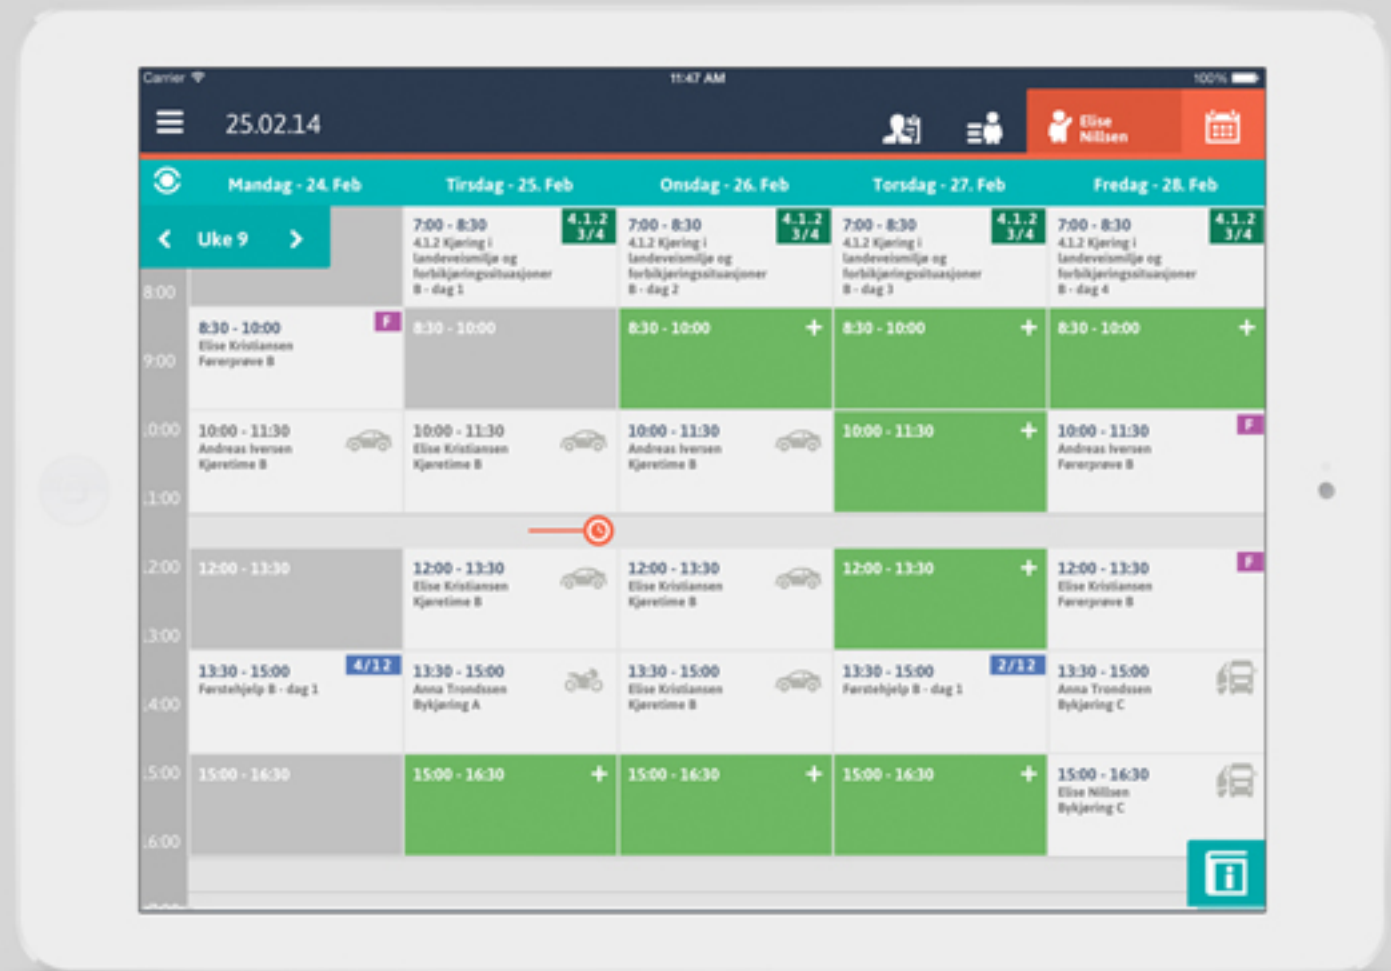 Carrier
11:47 AM
100%
25.02.14
Elise
Nillsen
Mandag - 24. Feb
Tirsdag - 25. Feb
Onsdag - 26. Feb
Torsdag - 27. Feb
Fredag - 28. Feb
Uke 9
7:00 - 8:30
4.1.2
3/4
4.1.2 Kjøring i
landeveismiljø og
forbikjøringssituasjoner
B - dag 1
7:00 - 8:30
4.1.2
3/4
4.1.2 Kjøring i
landeveismiljø og
forbikjøringssituasjoner
B - dag 2
7:00 - 8:30
4.1.2
3/4
4.1.2 Kjøring i
landeveismiljø og
forbikjøringssituasjoner
B - dag 3
7:00 - 8:30
4.1.2
3/4
4.1.2 Kjøring i
landeveismiljø og
forbikjøringssituasjoner
B - dag 4
8:00
8:30 - 10:00
F
Elise Kristiansen
Førerprøve B
8:30 - 10:00
8:30 - 10:00 +
8:30 - 10:00 +
8:30 - 10:00 +
9:00
.0:00
10:00 - 11:30
Andreas Iversen
Kjøretime B
10:00 - 11:30
Elise Kristiansen
Kjøretime B
10:00 - 11:30
Andreas Iversen
Kjøretime B
10:00 - 11:30 +
10:00 - 11:30
F
Andreas Iversen
Førerprøve B
.1:00
.2:00
12:00 - 13:30
12:00 - 13:30
Elise Kristiansen
Kjøretime B
12:00 - 13:30
Elise Kristiansen
Kjøretime B
12:00 - 13:30 +
12:00 - 13:30
F
Elise Kristiansen
Førerprøve B
.3:00
13:30 - 15:00
4/12
Førstehjelp B - dag 1
13:30 - 15:00
Anna Trondssen
Bykjøring A
13:30 - 15:00
Elise Kristiansen
Kjøretime B
13:30 - 15:00
2/12
Førstehjelp B - dag 1
13:30 - 15:00
Anna Trondssen
Bykjøring C
.4:00
.5:00
15:00 - 16:30
15:00 - 16:30 +
15:00 - 16:30 +
15:00 - 16:30 +
15:00 - 16:30
Elise Nillsen
Bykjøring C
.6:00